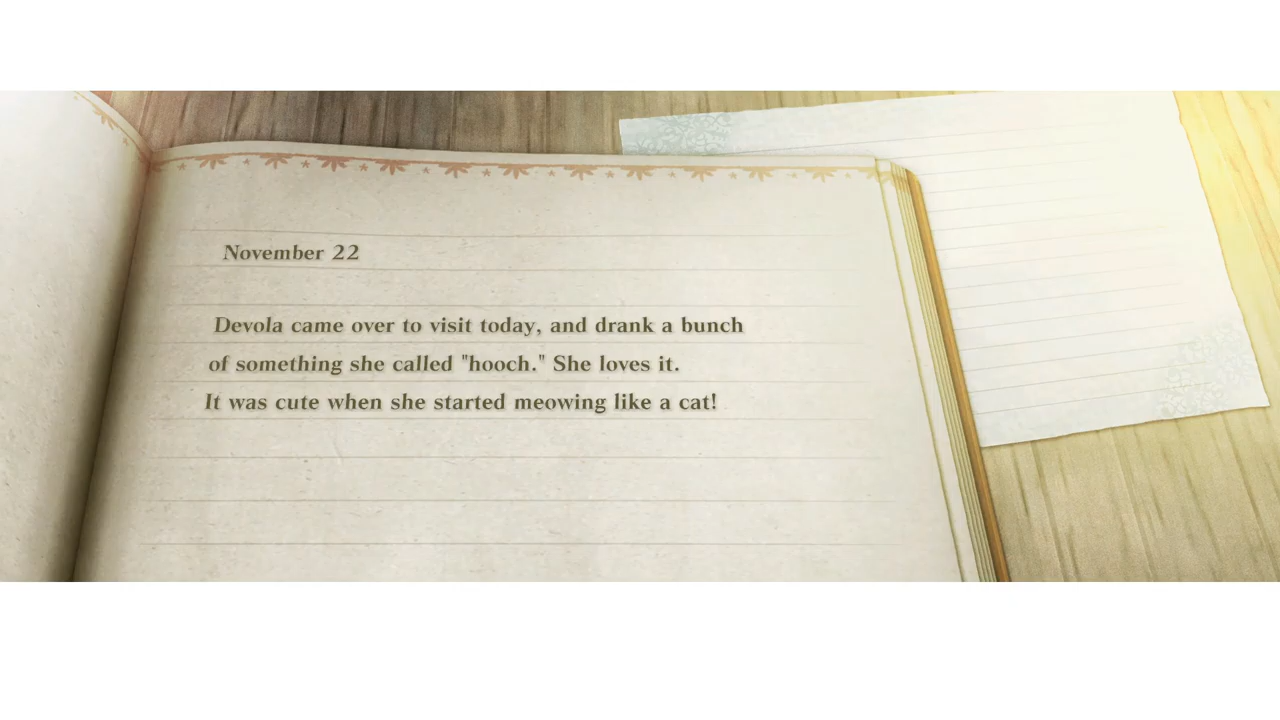 November 22
Devola came over to visit today, and drank a bunch
of something she called "hooch." She loves it.
It was cute when she started meowing like a cat!